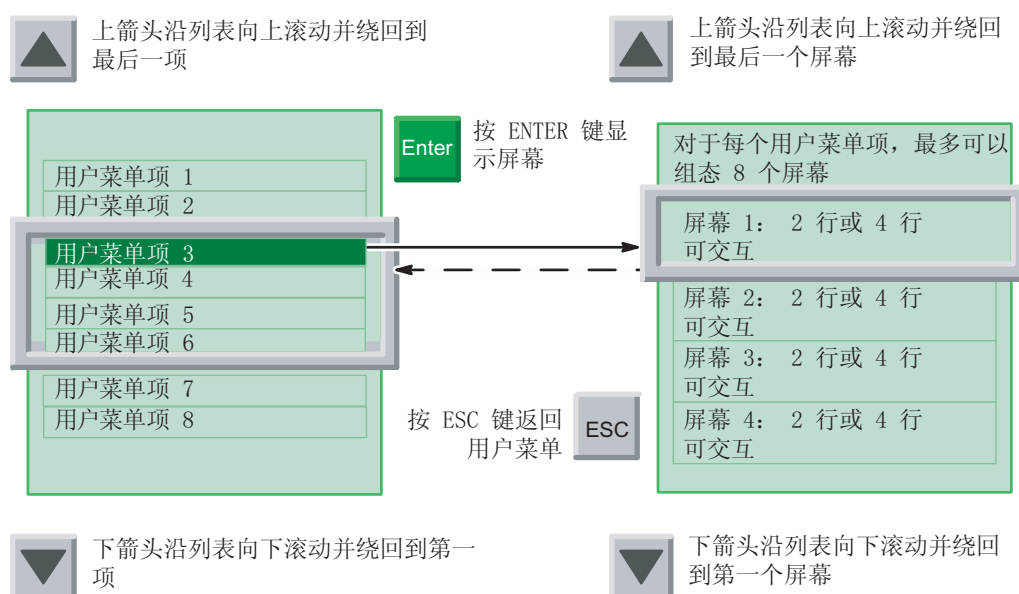 上箭头沿列表向上滚动并绕回到
最后一项
上箭头沿列表向上滚动并绕回
到最后一个屏幕
用户菜单项 1
用户菜单项 2
用户菜单项 3
用户菜单项 4
用户菜单项 5
用户菜单项 6
用户菜单项 7
用户菜单项 8
Enter
按 ENTER 键显
示屏幕
对于每个用户菜单项，最多可以
组态 8 个屏幕
屏幕 1： 2 行或 4 行
可交互
屏幕 2： 2 行或 4 行
可交互
屏幕 3： 2 行或 4 行
可交互
屏幕 4： 2 行或 4 行
可交互
按 ESC 键返回
用户菜单
ESC
下箭头沿列表向下滚动并绕回到第一
项
下箭头沿列表向下滚动并绕回
到第一个屏幕